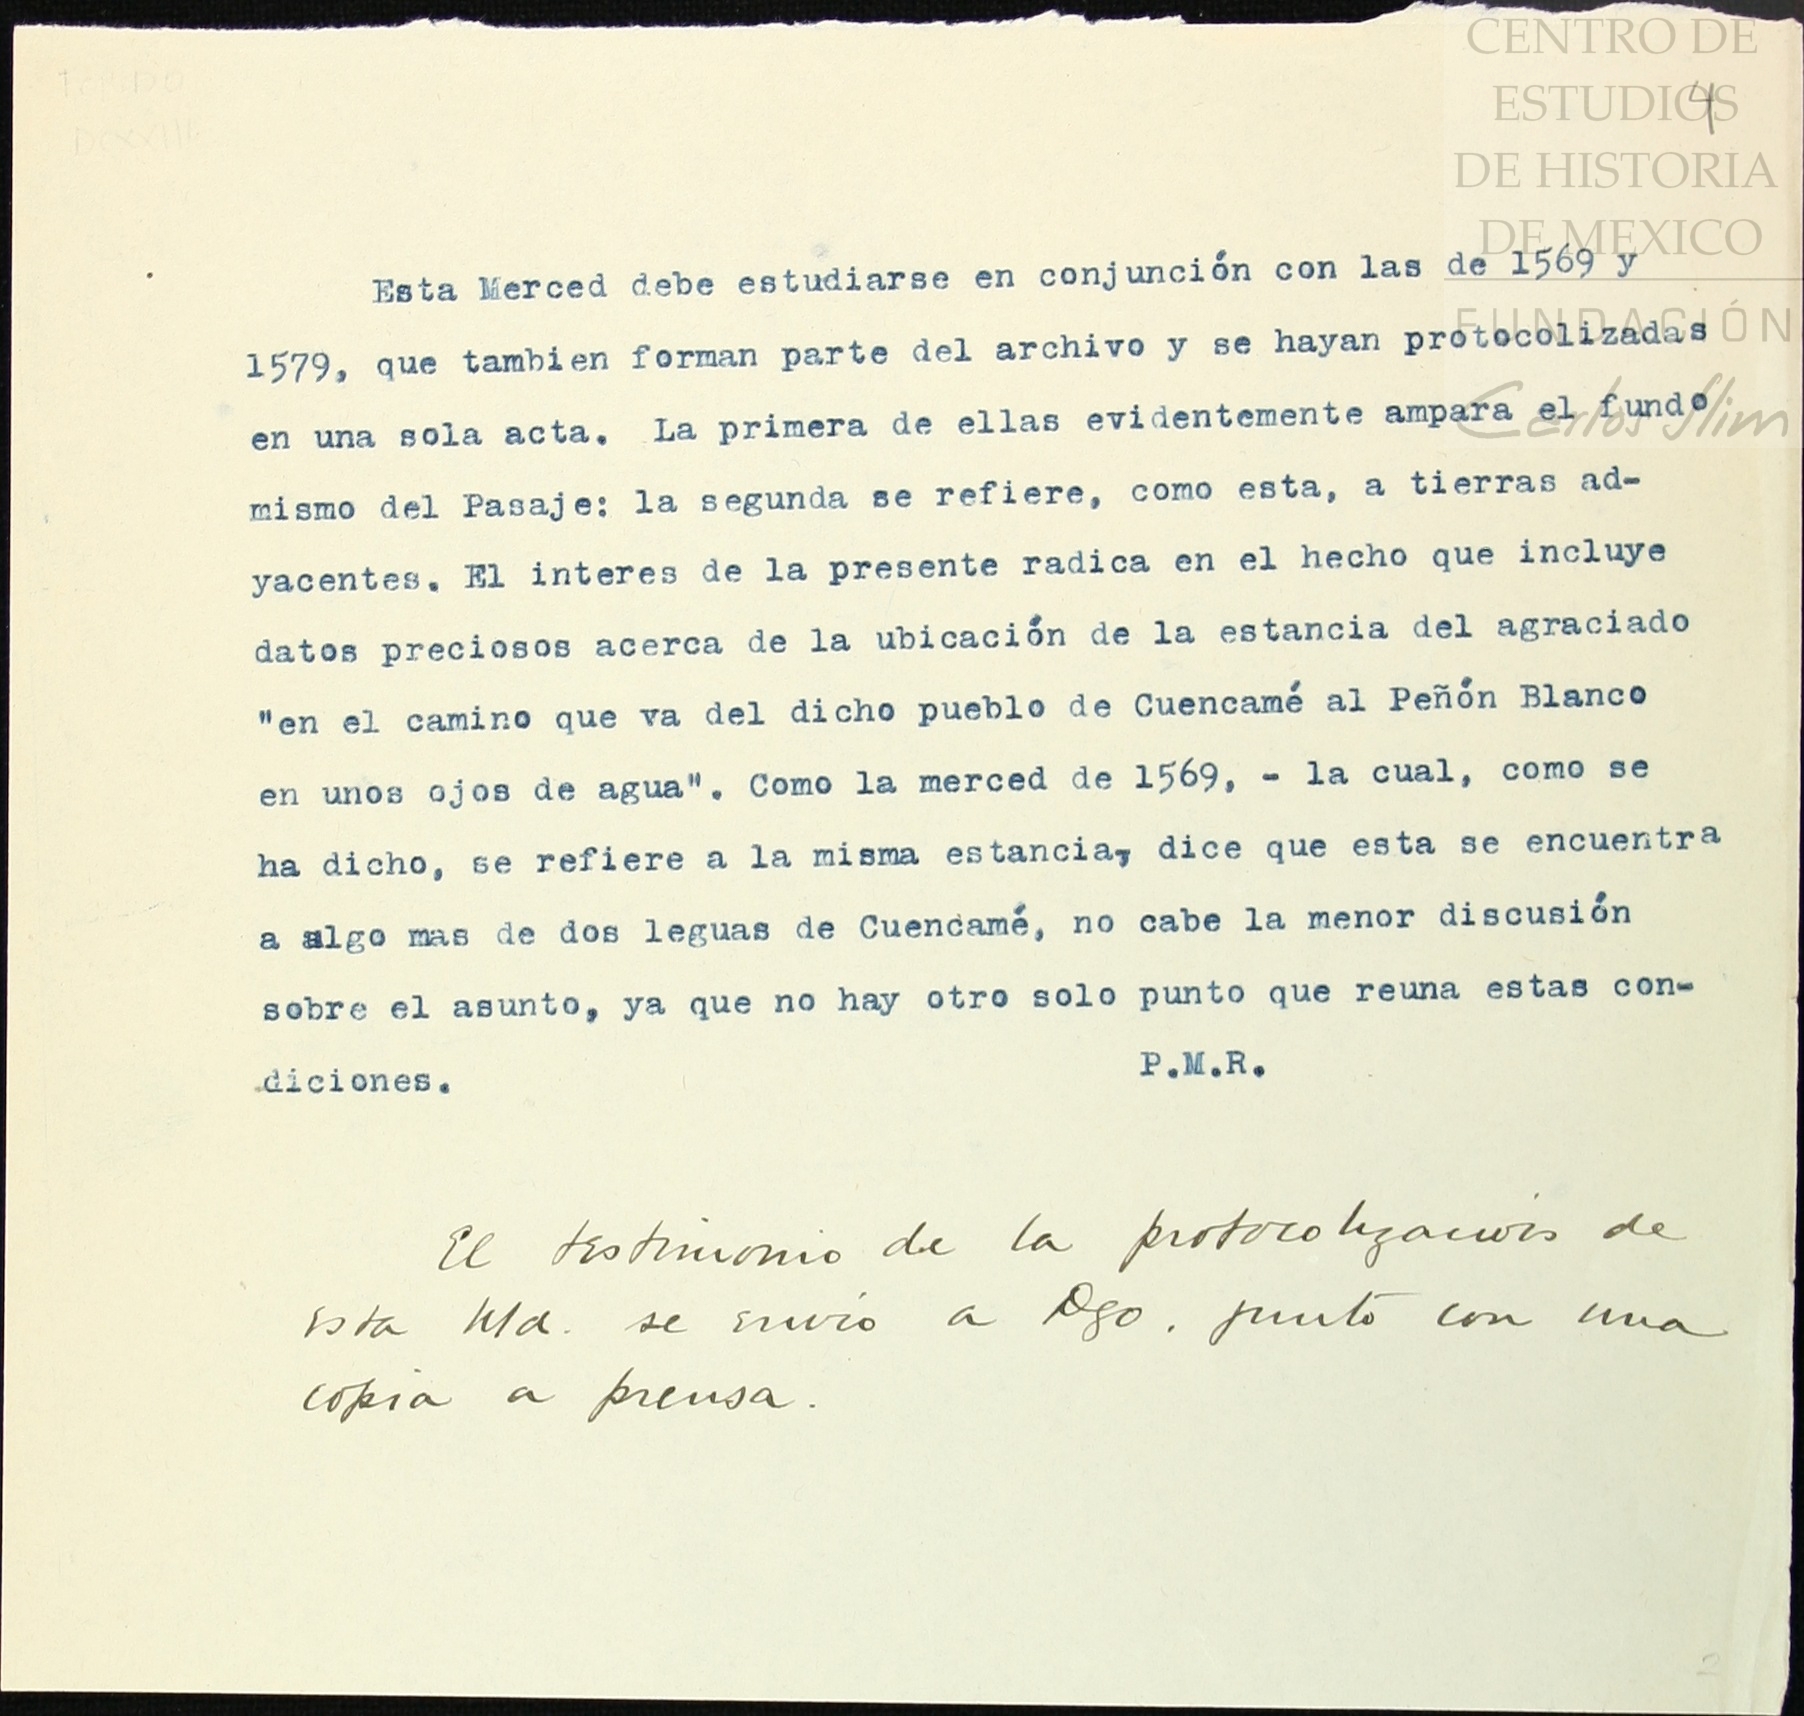 CENTRO DE
ESTUDIOS
4
DE HISTORIA
DE MEXICO
FUNDACIÓN
Carlos Slim
Esta Merced debe estudiarse en conjunción con las de 1569 y
1579, que tambien forman parte del archivo y se hayan protocolizadas
en una sola acta. La primera de ellas evidentemente ampara el fundo
mismo del Pasaje: la segunda se refiere, como esta, a tierras ad-
yacentes. El interes de la presente radica en el hecho que incluye
datos preciosos acerca de la ubicación de la estancia del agraciado
"en el camino que va del dicho pueblo de Cuencamé al Peñón Blanco
en unos ojos de agua". Como la merced de 1569, - la cual, como se
ha dicho, se refiere a la misma estancia, dice que esta se encuentra
a algo mas de dos leguas de Cuencamé, no cabe la menor discusión
sobre el asunto, ya que no hay otro solo punto que reuna estas con-
diciones.
P.M.R.
El testimonio de la protocolización de
esta Md. se envió a Dgo. junto con una
copia a prensa.
2